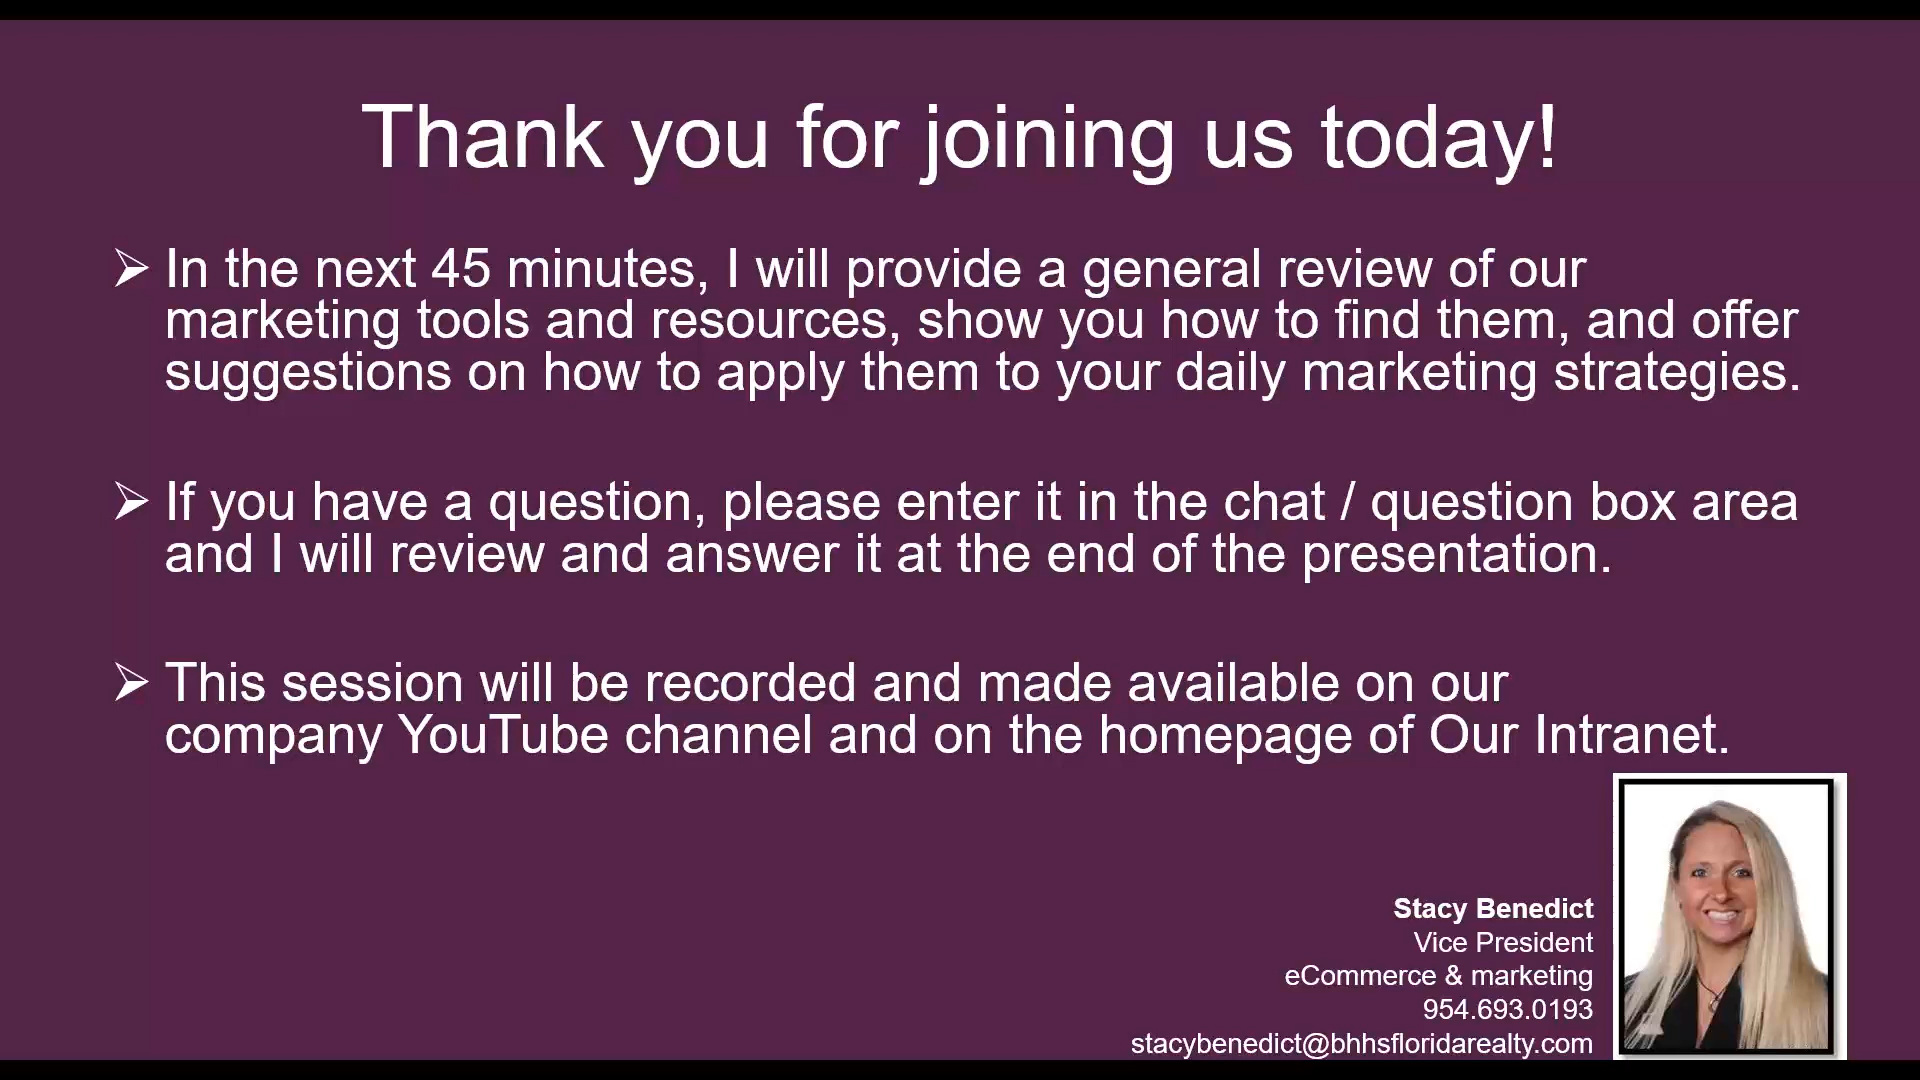 Thank you for joining us today!
➢ In the next 45 minutes, I will provide a general review of our
marketing tools and resources, show you how to find them, and offer
suggestions on how to apply them to your daily marketing strategies.
➢ If you have a question, please enter it in the chat / question box area
and I will review and answer it at the end of the presentation.
➢ This session will be recorded and made available on our
company YouTube channel and on the homepage of Our Intranet.
Stacy Benedict
Vice President
eCommerce & marketing
954.693.0193
stacybenedict@bhhsfloridarealty.com